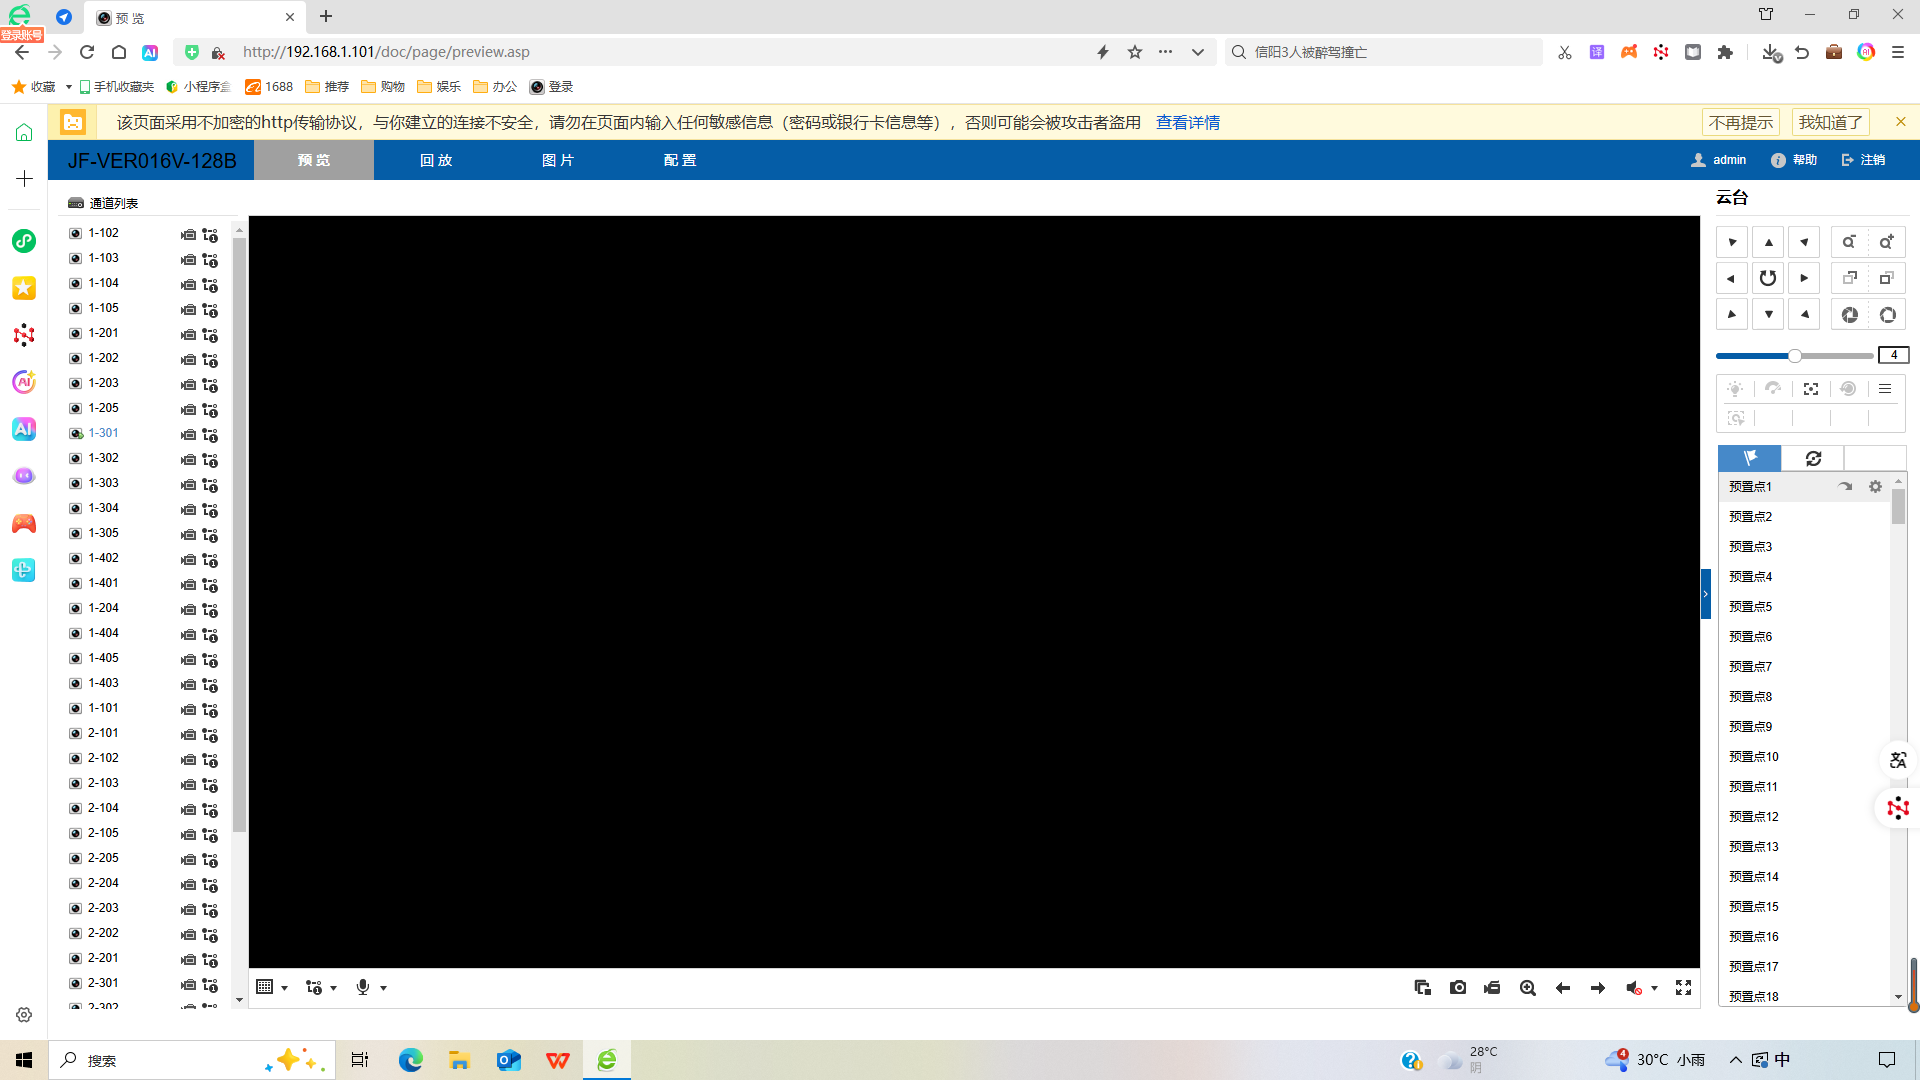 预 览
登录账号
http://192.168.1.101/doc/page/preview.asp
信阳3人被醉驾撞亡
译
AI
收藏
手机收藏夹
小程序盒
1688
推荐
购物
娱乐
办公
登录
该页面采用不加密的http传输协议，与你建立的连接不安全，请勿在页面内输入任何敏感信息（密码或银行卡信息等），否则可能会被攻击者盗用 查看详情
不再提示
我知道了
JF-VER016V-128B
预 览
回 放
图 片
配 置
admin
帮助
注销
通道列表
1-102
1-103
1-104
1-105
1-201
1-202
1-203
1-205
1-301
1-302
1-303
1-304
1-305
1-402
1-401
1-204
1-404
1-405
1-403
1-101
2-101
2-102
2-103
2-104
2-105
2-205
2-204
2-203
2-202
2-201
2-301
2-302
云台
4
预置点1
预置点2
预置点3
预置点4
预置点5
预置点6
预置点7
预置点8
预置点9
预置点10
预置点11
预置点12
预置点13
预置点14
预置点15
预置点16
预置点17
预置点18
搜索
28°C
阴
4
30°C 小雨
中